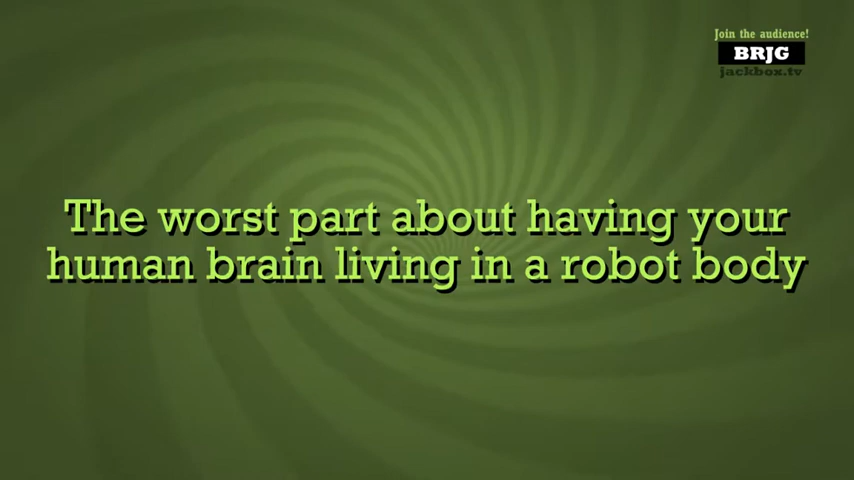 Join the audience!
BRJG
jackbox.tv
The worst part about having your
human brain living in a robot body